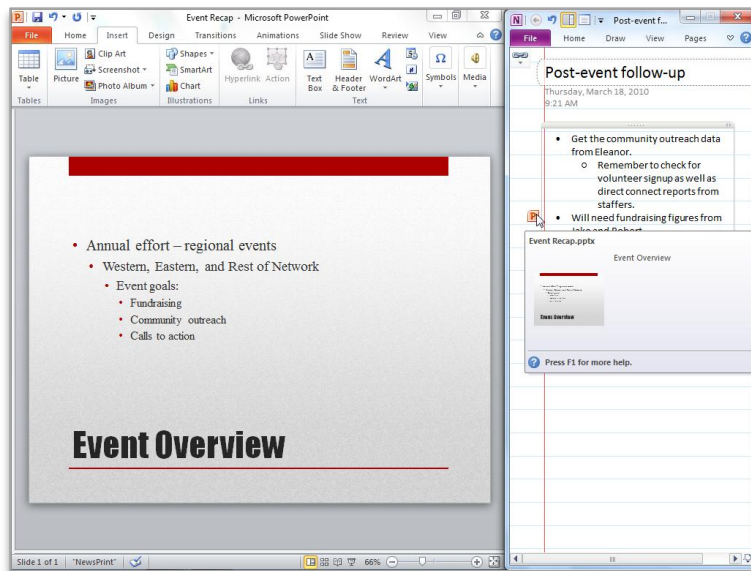 Event Recap - Microsoft PowerPoint
File Home Insert Design Transitions Animations Slide Show Review View
Table
Tables
Picture
Clip Art
Screenshot
Photo Album
Images
Shapes
SmartArt
Chart
Illustrations
Hyperlink Action
Links
Text Box
Header & Footer
WordArt
Text
Symbols
Media
• Annual effort – regional events
• Western, Eastern, and Rest of Network
• Event goals:
• Fundraising
• Community outreach
• Calls to action
Event Overview
Slide 1 of 1 "NewsPrint" 66%
Post-event f...
File Home Draw View Pages
Post-event follow-up
Thursday, March 18, 2010
9:21 AM
• Get the community outreach data
from Eleanor.
o Remember to check for
volunteer signup as well as
direct connect reports from
staffers.
• Will need fundraising figures from
Jake and Robert
Event Recap.pptx
Event Overview
Event Overview
Press F1 for more help.